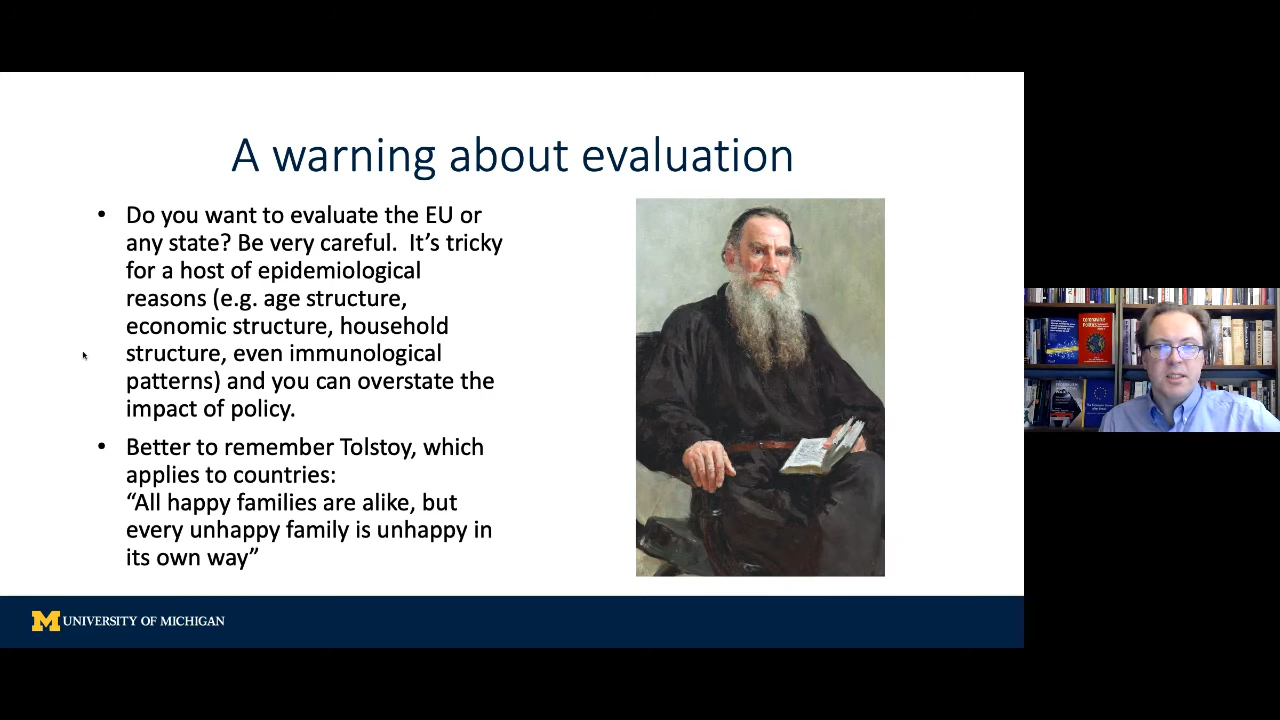 A warning about evaluation
• Do you want to evaluate the EU or
any state? Be very careful.  It’s tricky
for a host of epidemiological
reasons (e.g. age structure,
economic structure, household
structure, even immunological
patterns) and you can overstate the
impact of policy.
• Better to remember Tolstoy, which
applies to countries:
“All happy families are alike, but
every unhappy family is unhappy in
its own way”
M UNIVERSITY OF MICHIGAN